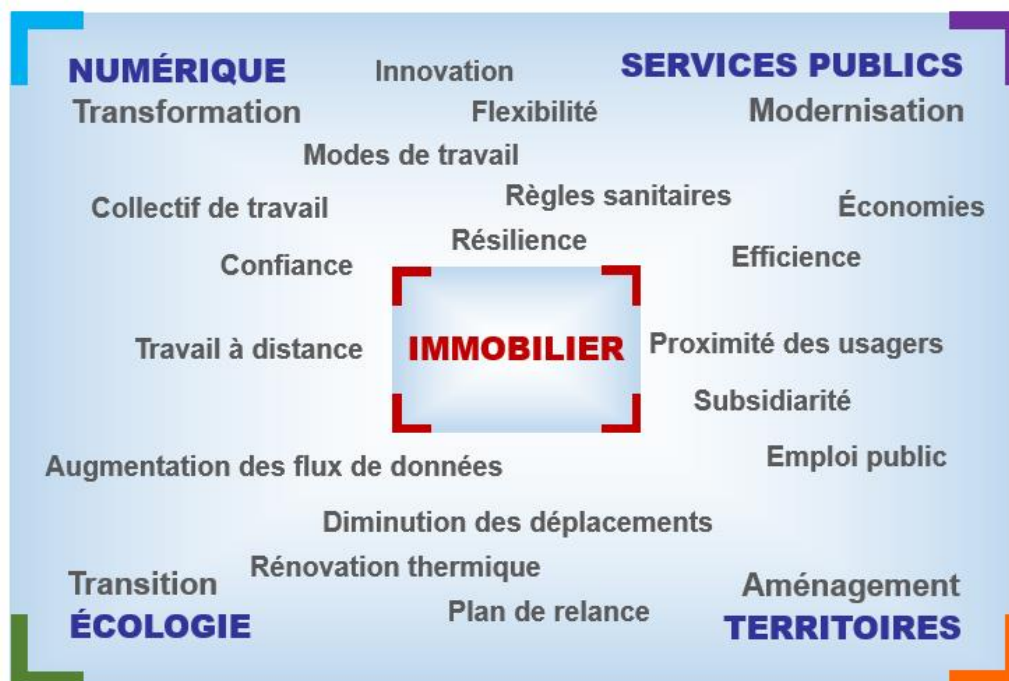 NUMÉRIQUE
Innovation
SERVICES PUBLICS
Transformation
Flexibilité
Modernisation
Modes de travail
Règles sanitaires
Collectif de travail
Économies
Résilience
Efficience
Confiance
Travail à distance
IMMOBILIER
Proximité des usagers
Subsidiarité
Augmentation des flux de données
Emploi public
Diminution des déplacements
Rénovation thermique
Transition
Aménagement
Plan de relance
ÉCOLOGIE
TERRITOIRES